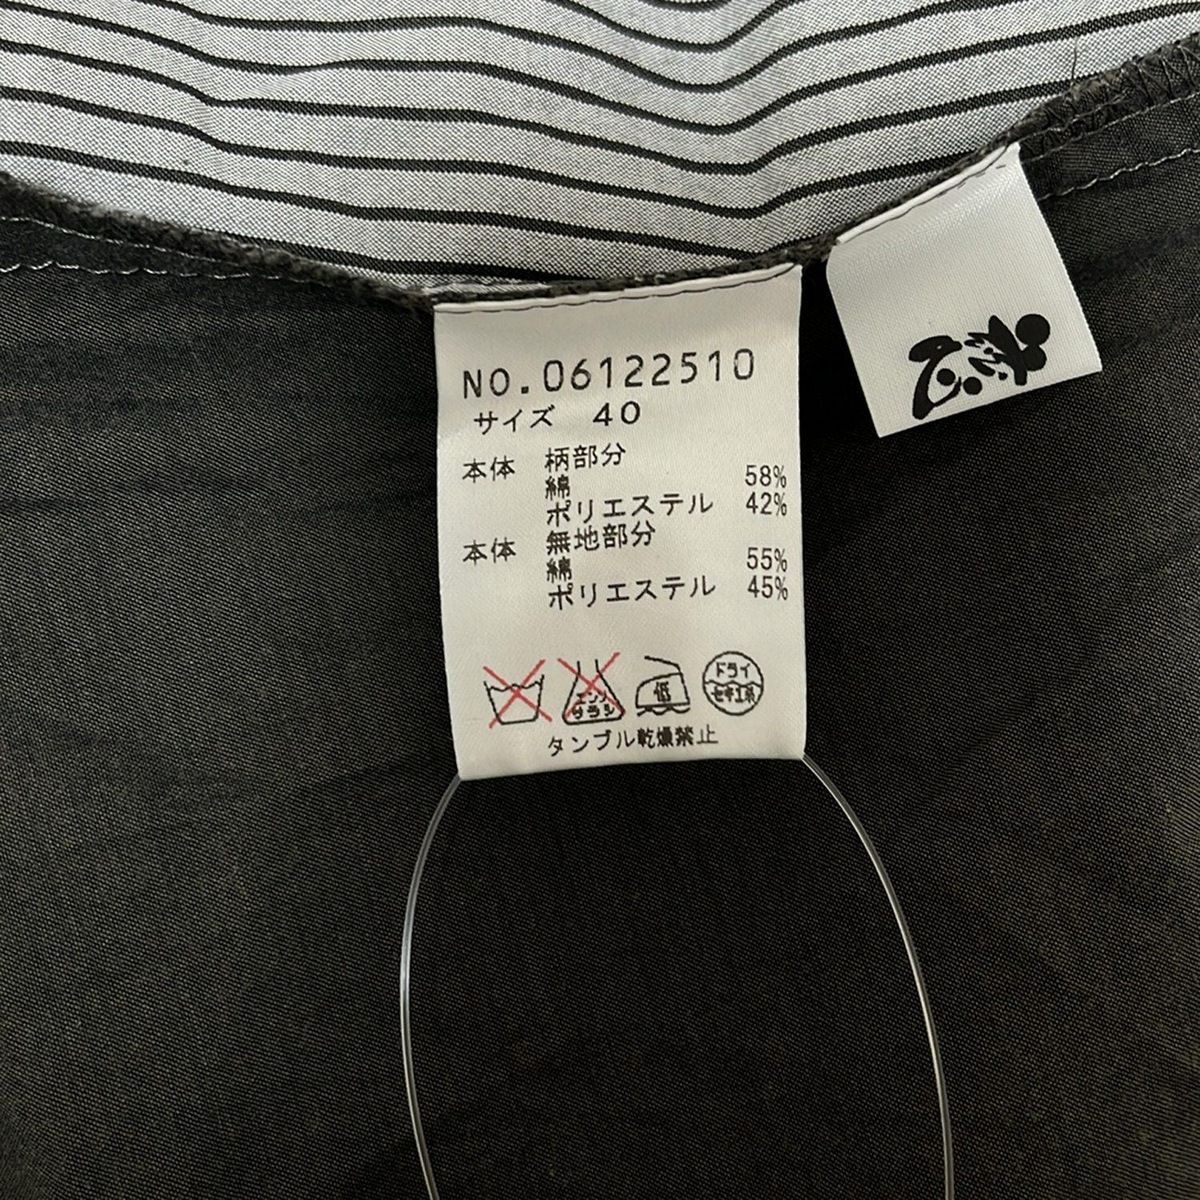 NO.06122510
サイズ 40
本体 柄部分
綿 58%
ポリエステル 42%
本体 無地部分
綿 55%
ポリエステル 45%
エンソ
サラシ
低
ドライ
セキユ系
タンブル乾燥禁止